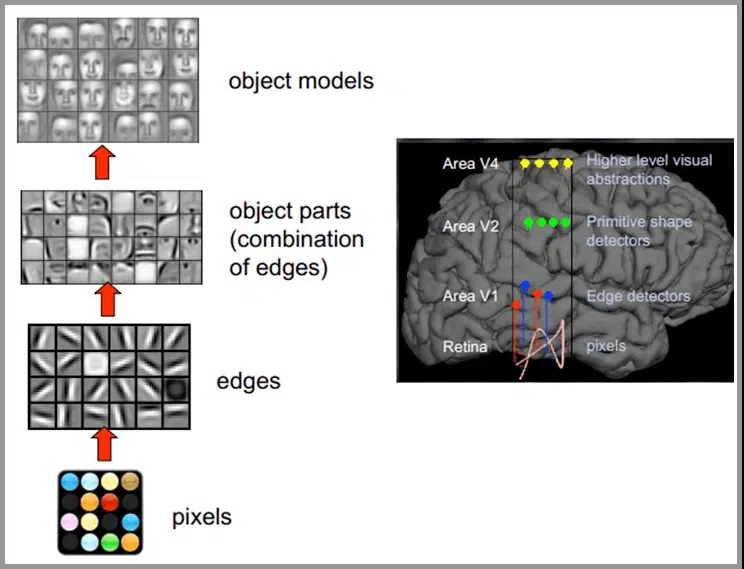 object models
object parts
(combination
of edges)
edges
pixels
Area V4
Higher level visual
abstractions
Area V2
Primitive shape
detectors
Area V1
Edge detectors
Retina
pixels